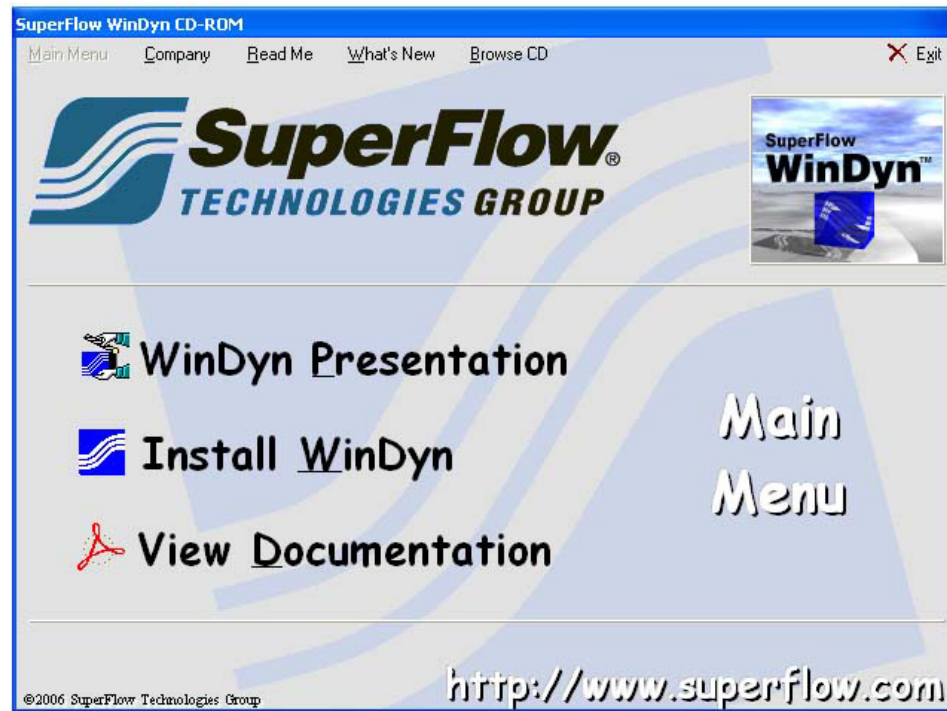 SuperFlow WinDyn CD-ROM
Main Menu Company Read Me What's New Browse CD Exit
SuperFlow®
TECHNOLOGIES GROUP
SuperFlow
WinDyn™
WinDyn Presentation
Install WinDyn
View Documentation
Main
Menu
http://www.superflow.com
©2006 SuperFlow Technologies Group